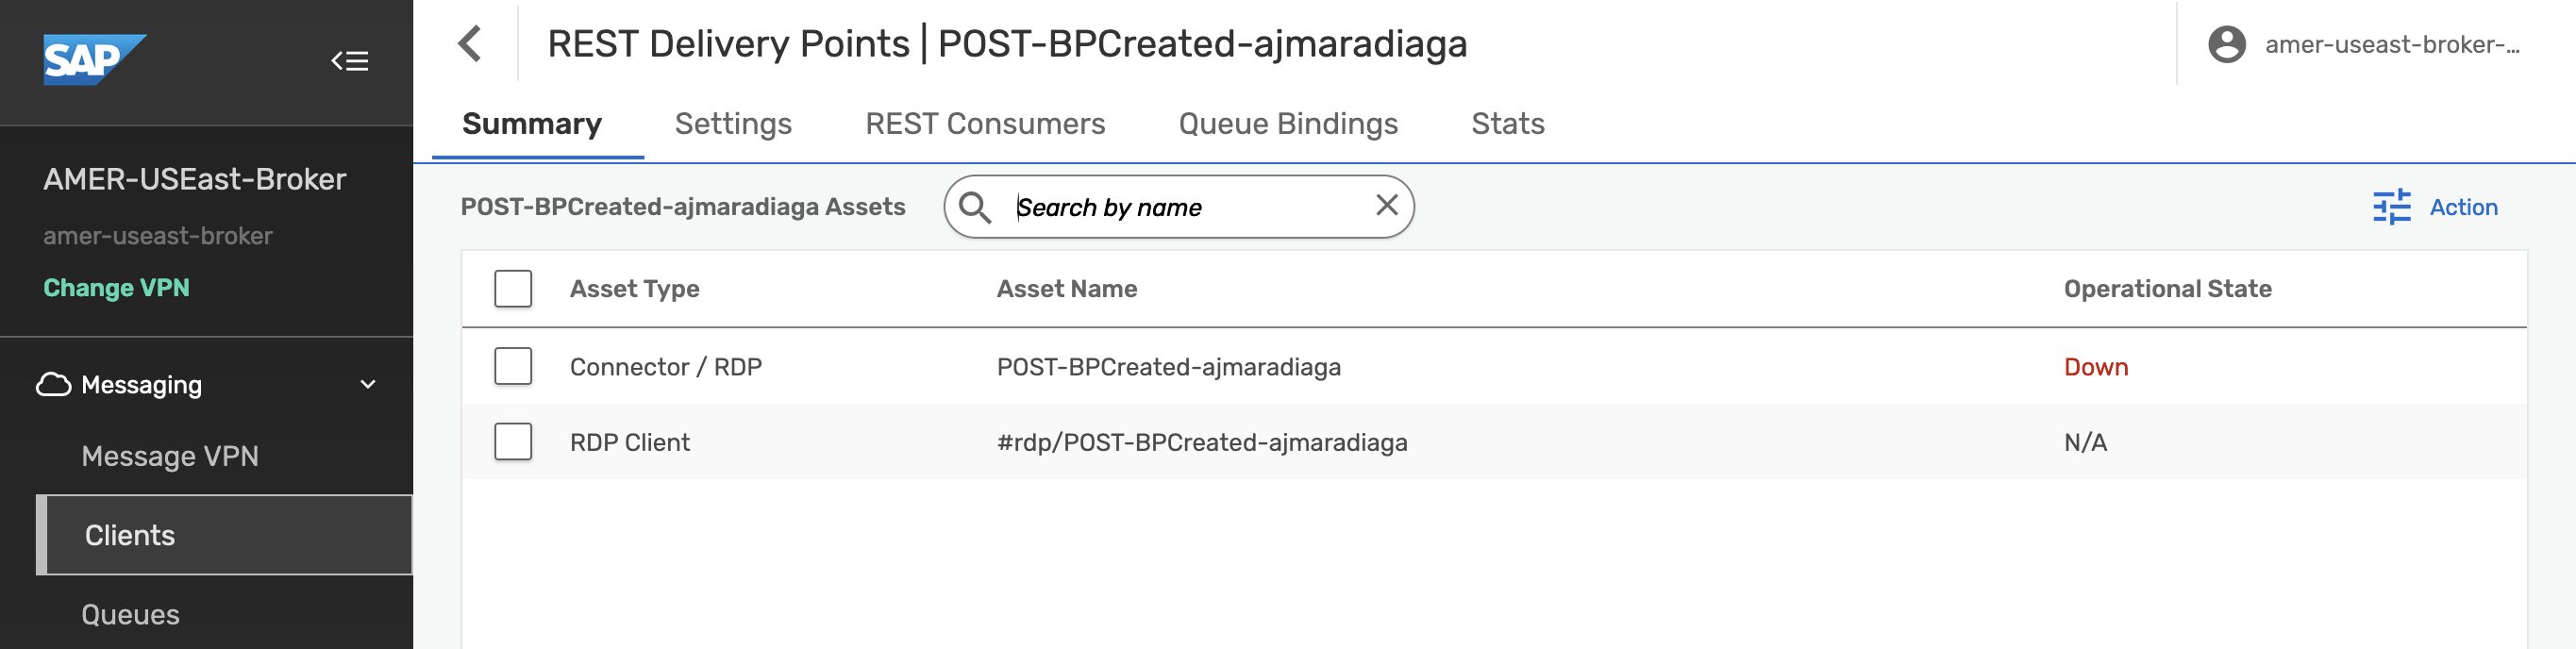 SAP
AMER-USEast-Broker
amer-useast-broker
Change VPN
Messaging
Message VPN
Clients
Queues
REST Delivery Points | POST-BPCreated-ajmaradiaga
amer-useast-broker-...
Summary Settings REST Consumers Queue Bindings Stats
POST-BPCreated-ajmaradiaga Assets Search by name Action
Asset Type Asset Name Operational State
Connector / RDP POST-BPCreated-ajmaradiaga Down
RDP Client #rdp/POST-BPCreated-ajmaradiaga N/A